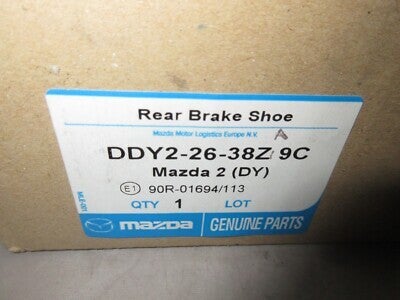 Rear Brake Shoe
Mazda Motor Logistics Europe N.V.
A
DDY2-26-38Z 9C
Mazda 2 (DY)
E1 90R-01694/113
QTY 1 LOT
mazda GENUINE PARTS